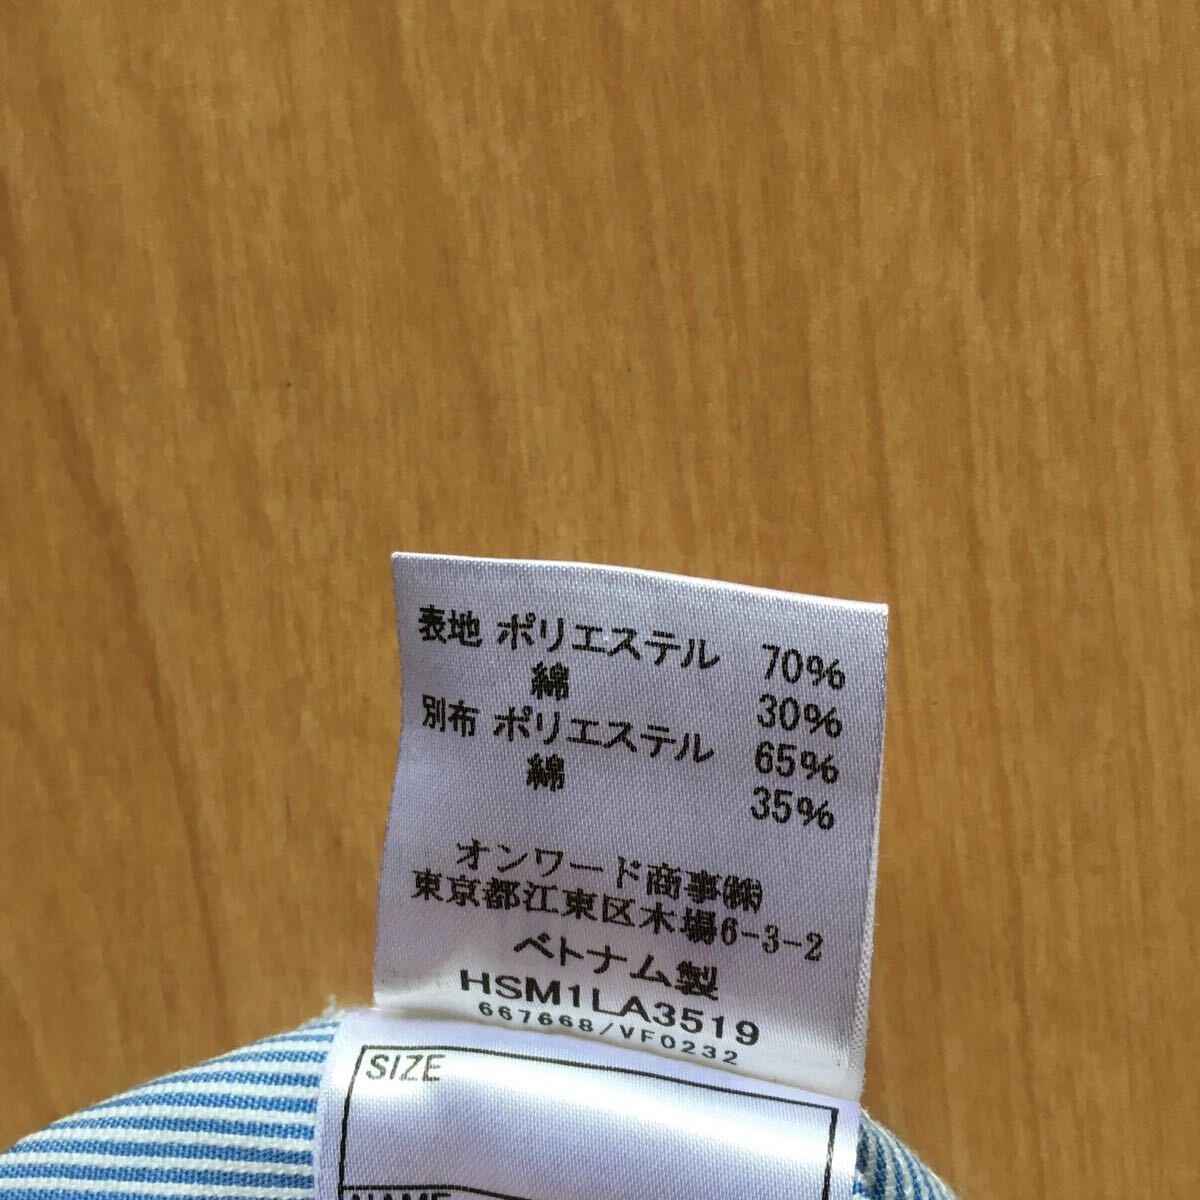 表地 ポリエステル 70%
綿 30%
別布 ポリエステル 65%
綿 35%
オンワード商事㈱
東京都江東区木場6-3-2
ベトナム製
HSM1LA3519
667668/VF0232
SIZE
NAME